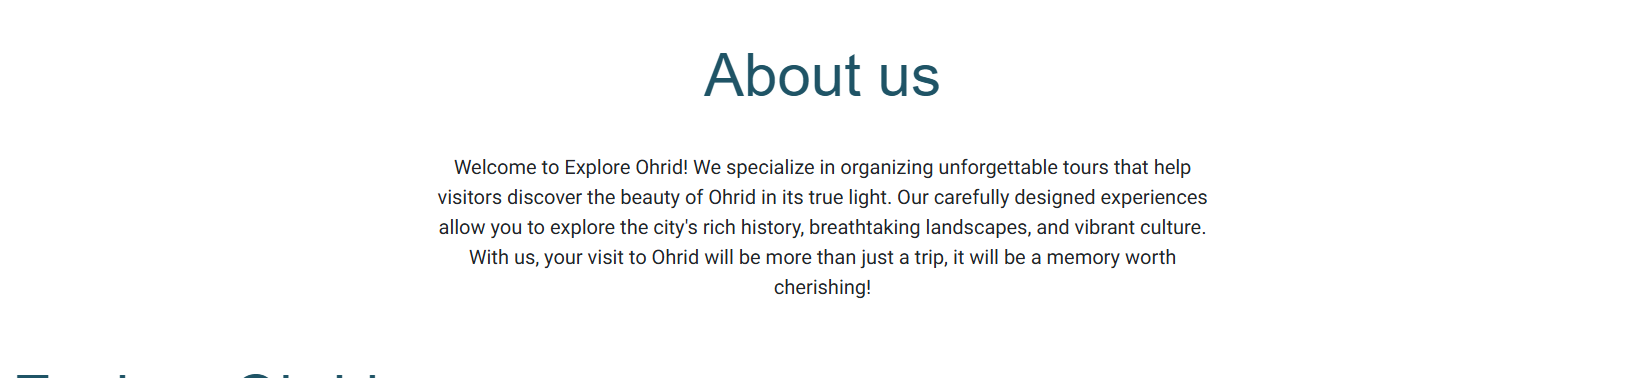 About us
Welcome to Explore Ohrid! We specialize in organizing unforgettable tours that help
visitors discover the beauty of Ohrid in its true light. Our carefully designed experiences
allow you to explore the city's rich history, breathtaking landscapes, and vibrant culture.
With us, your visit to Ohrid will be more than just a trip, it will be a memory worth
cherishing!